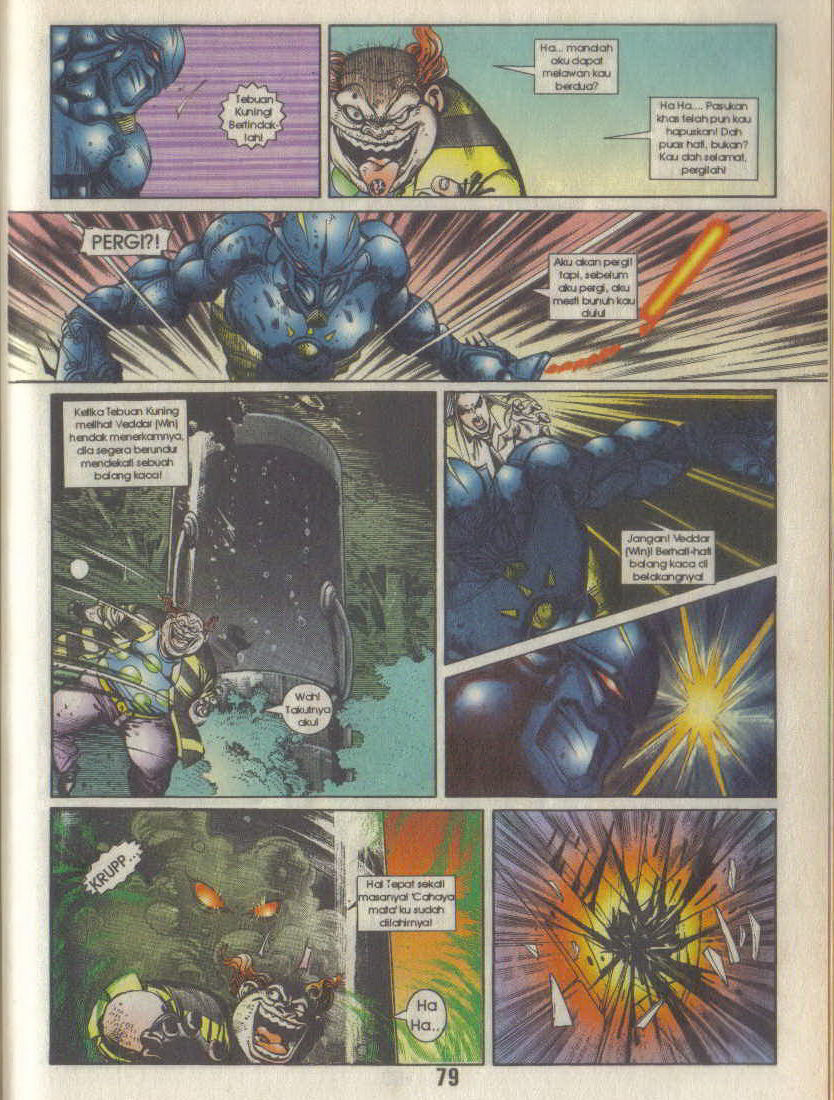 Tebuan
Kuning!
Bertindak-
lah!
Ha... mandiah
aku dapat
melawan kau
berdua?
Ha Ha.... Pasukan
khas telah pun kau
hapuskan! Dah
puas hati, bukan?
Kau dah selamat,
pergilah!
PERGI?!
Aku akan pergi!
tapi, sebelum
aku pergi, aku
mesti bunuh kau
dulu!
Ketika Tebuan Kuning
melihat Veddar (Win)
hendak menerkamnya,
dia segera berundur
mendekati sebuah
balang kaca!
Wah!
Takutnya
aku!
Jangan! Veddar
(Win)! Berhati-hati
balang kaca di
belakangnya!
KRUPP...
Ha! Tepat sekali
masanya! 'Cahaya
mata' ku sudah
dilahirnya!
Ha
Ha..
79